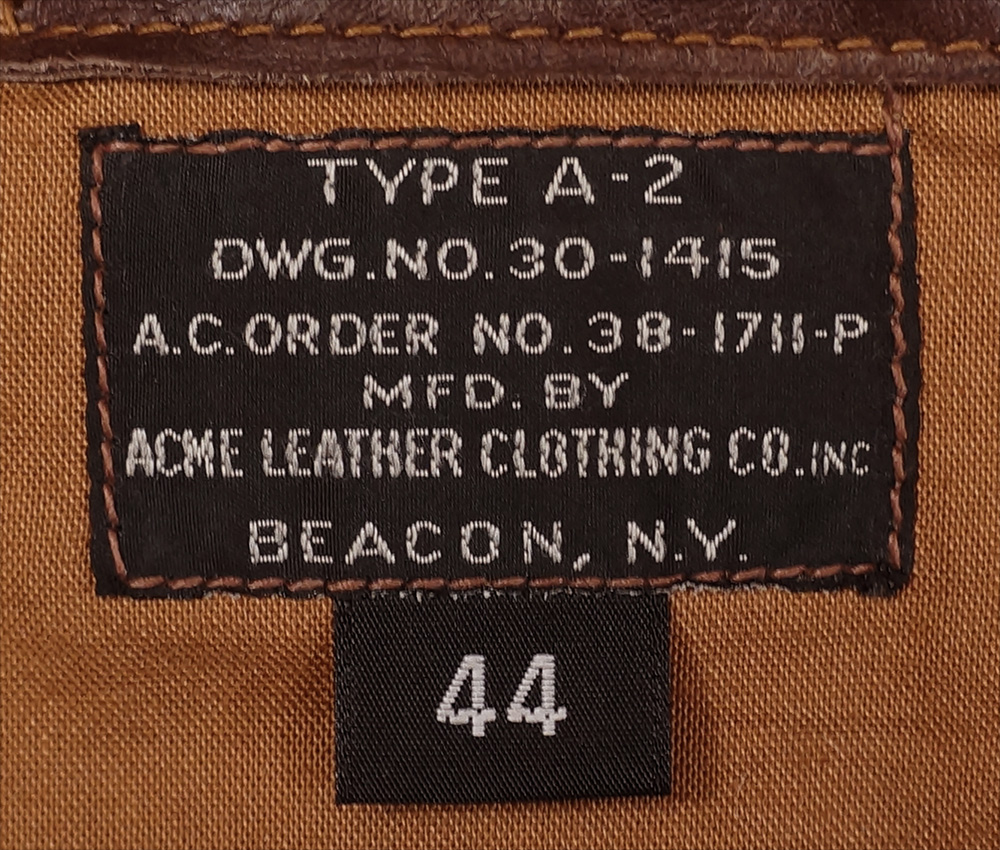 TYPE A-2
DWG.NO.30-1415
A.C.ORDER NO.38-1711-P
MFD. BY
ACME LEATHER CLOTHING CO.INC
BEACON, N.Y.
44